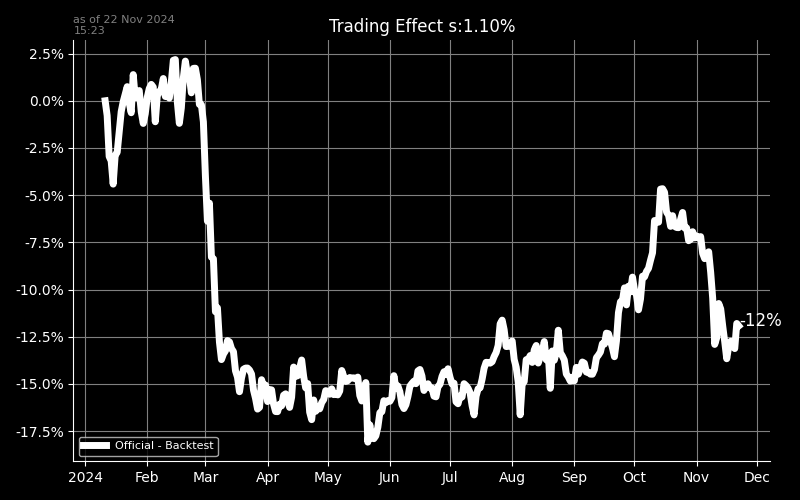 as of 22 Nov 2024
15:23
Trading Effect s:1.10%
2.5%
0.0%
-2.5%
-5.0%
-7.5%
-10.0%
-12.5%
-15.0%
-17.5%
-12%
Official - Backtest
2024 Feb Mar Apr May Jun Jul Aug Sep Oct Nov Dec